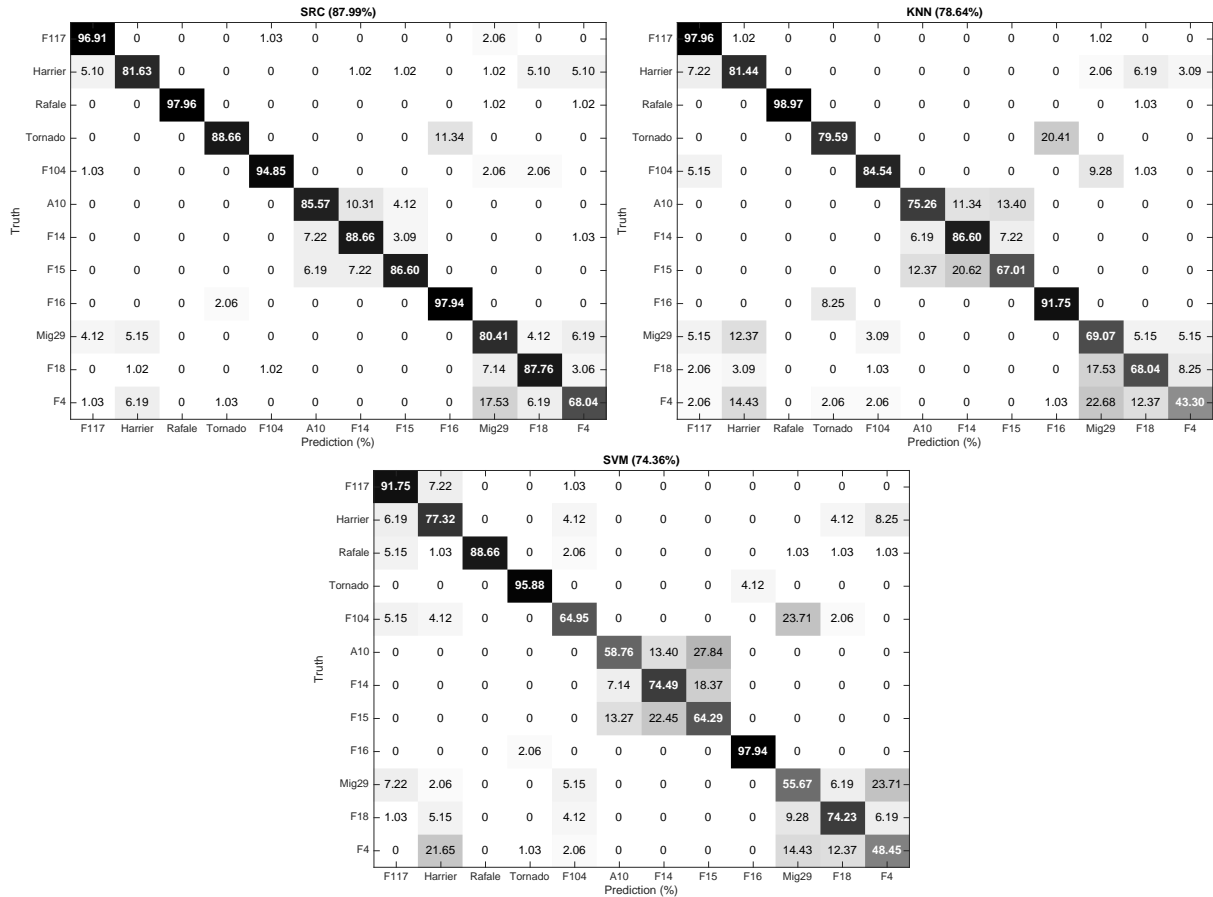 SRC (87.99%)
F117 96.91 0 0 0 1.03 0 0 0 0 2.06 0 0
Harrier 5.10 81.63 0 0 0 0 1.02 1.02 0 1.02 5.10 5.10
Rafale 0 0 97.96 0 0 0 0 0 0 1.02 0 1.02
Tornado 0 0 0 88.66 0 0 0 0 11.34 0 0 0
F104 1.03 0 0 0 94.85 0 0 0 0 2.06 2.06 0
A10 0 0 0 0 0 85.57 10.31 4.12 0 0 0 0
F14 0 0 0 0 0 7.22 88.66 3.09 0 0 0 1.03
F15 0 0 0 0 0 6.19 7.22 86.60 0 0 0 0
F16 0 0 0 2.06 0 0 0 0 97.94 0 0 0
Mig29 4.12 5.15 0 0 0 0 0 0 0 80.41 4.12 6.19
F18 0 1.02 0 0 1.02 0 0 0 0 7.14 87.76 3.06
F4 1.03 6.19 0 1.03 0 0 0 0 0 17.53 6.19 68.04
F117 Harrier Rafale Tornado F104 A10 F14 F15 F16 Mig29 F18 F4
Prediction (%)
Truth
KNN (78.64%)
F117 97.96 1.02 0 0 0 0 0 0 0 1.02 0 0
Harrier 7.22 81.44 0 0 0 0 0 0 0 2.06 6.19 3.09
Rafale 0 0 98.97 0 0 0 0 0 0 0 1.03 0
Tornado 0 0 0 79.59 0 0 0 0 20.41 0 0 0
F104 5.15 0 0 0 84.54 0 0 0 0 9.28 1.03 0
A10 0 0 0 0 0 75.26 11.34 13.40 0 0 0 0
F14 0 0 0 0 0 6.19 86.60 7.22 0 0 0 0
F15 0 0 0 0 0 12.37 20.62 67.01 0 0 0 0
F16 0 0 0 8.25 0 0 0 0 91.75 0 0 0
Mig29 5.15 12.37 0 0 3.09 0 0 0 0 69.07 5.15 5.15
F18 2.06 3.09 0 0 1.03 0 0 0 0 17.53 68.04 8.25
F4 2.06 14.43 0 2.06 2.06 0 0 0 1.03 22.68 12.37 43.30
F117 Harrier Rafale Tornado F104 A10 F14 F15 F16 Mig29 F18 F4
Prediction (%)
Truth
SVM (74.36%)
F117 91.75 7.22 0 0 1.03 0 0 0 0 0 0 0
Harrier 6.19 77.32 0 0 4.12 0 0 0 0 0 4.12 8.25
Rafale 5.15 1.03 88.66 0 2.06 0 0 0 0 1.03 1.03 1.03
Tornado 0 0 0 95.88 0 0 0 0 4.12 0 0 0
F104 5.15 4.12 0 0 64.95 0 0 0 0 23.71 2.06 0
A10 0 0 0 0 0 58.76 13.40 27.84 0 0 0 0
F14 0 0 0 0 0 7.14 74.49 18.37 0 0 0 0
F15 0 0 0 0 0 13.27 22.45 64.29 0 0 0 0
F16 0 0 0 2.06 0 0 0 0 97.94 0 0 0
Mig29 7.22 2.06 0 0 5.15 0 0 0 0 55.67 6.19 23.71
F18 1.03 5.15 0 0 4.12 0 0 0 0 9.28 74.23 6.19
F4 0 21.65 0 1.03 2.06 0 0 0 0 14.43 12.37 48.45
F117 Harrier Rafale Tornado F104 A10 F14 F15 F16 Mig29 F18 F4
Prediction (%)
Truth